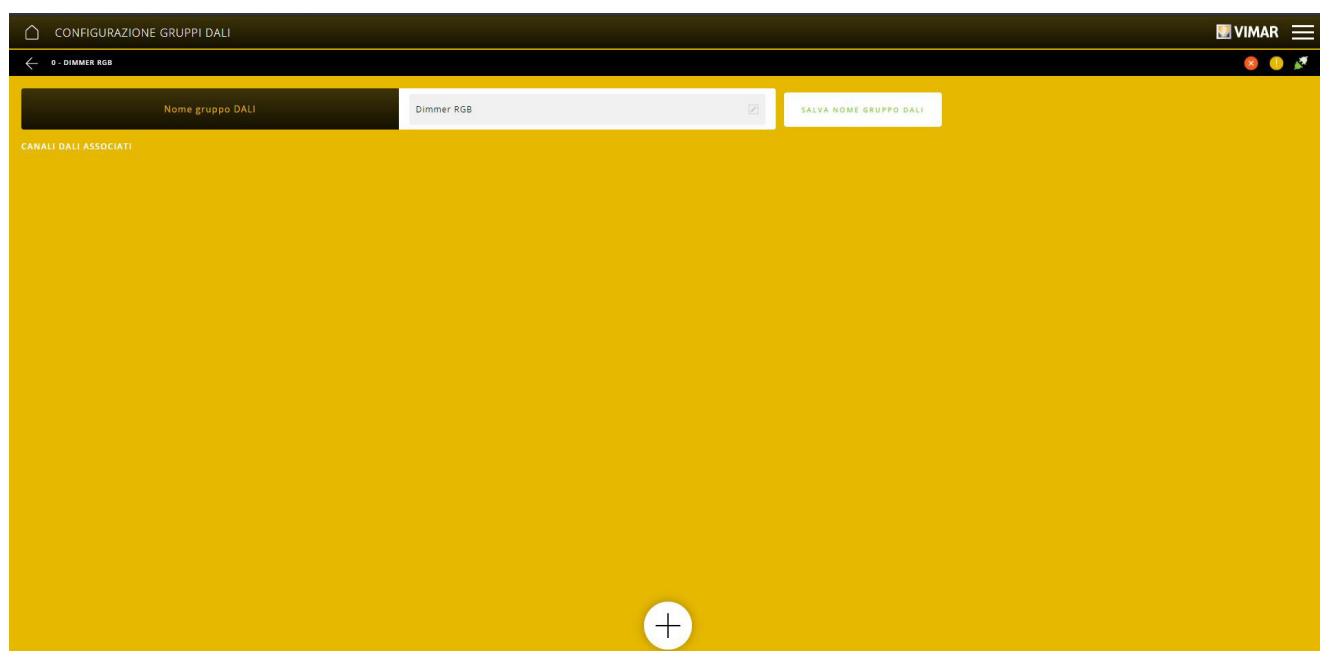 CONFIGURAZIONE GRUPPI DALI
VIMAR
0 - DIMMER RGB
Nome gruppo DALI
Dimmer RGB
SALVA NOME GRUPPO DALI
CANALI DALI ASSOCIATI